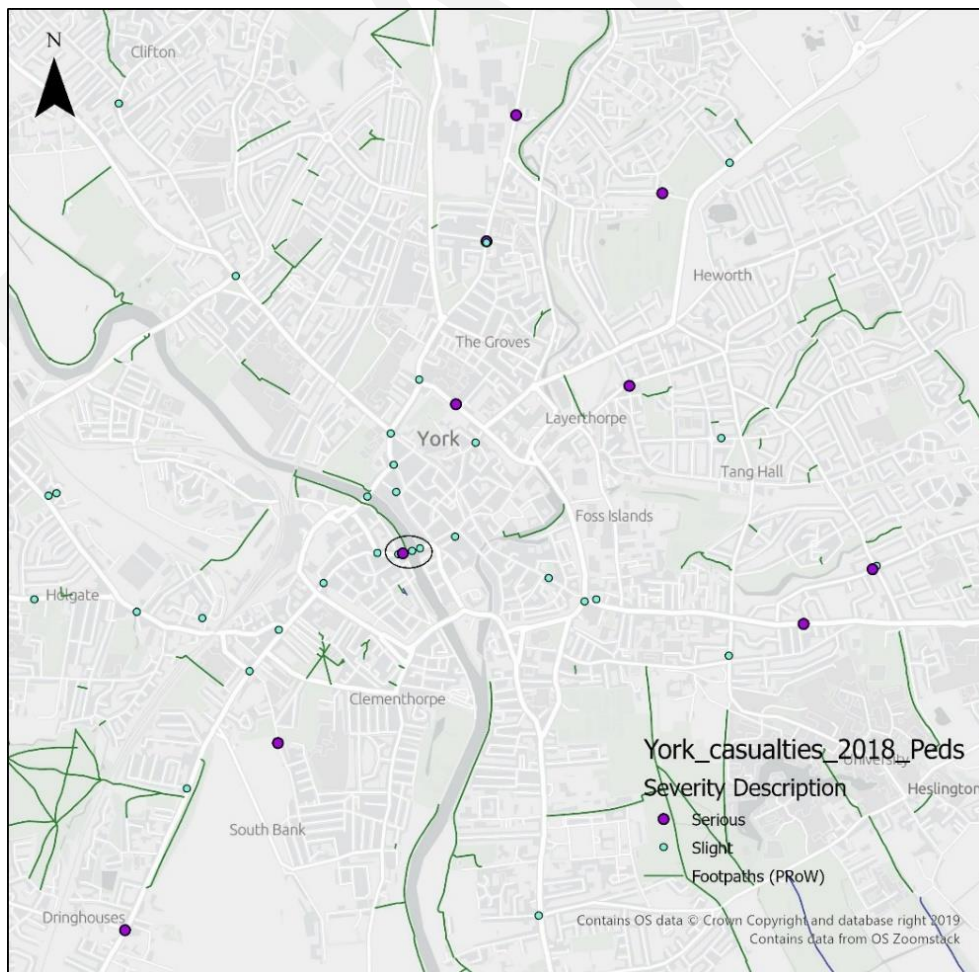 N
Clifton
Heworth
The Groves
Layerthorpe
York
Tang Hall
Foss Islands
Holgate
Clementhorpe
York_casualties_2018_Peds
University
Severity Description
Heslington
Serious
South Bank
Slight
Footpaths (PRoW)
Dringhouses
Contains OS data © Crown Copyright and database right 2019
Contains data from OS Zoomstack